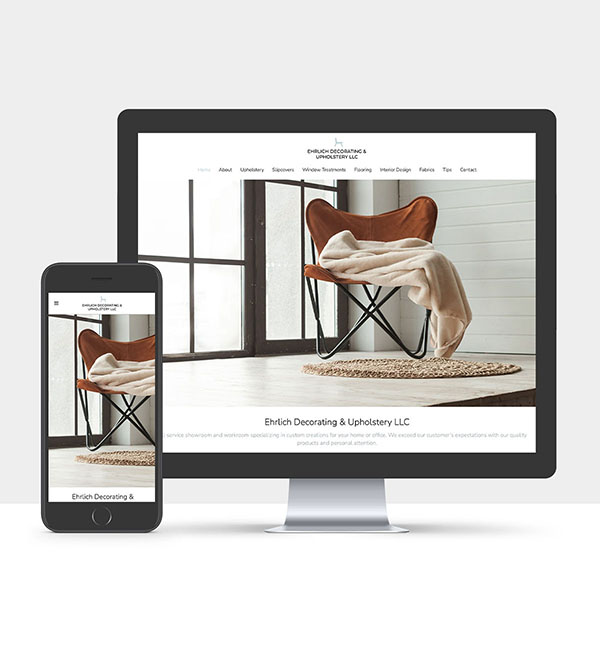 EHRLICH DECORATING &
UPHOLSTERY LLC
Home About Upholstery Slipcovers Window Treatments Flooring Interior Design Fabrics Tips Contact
Ehrlich Decorating & Upholstery LLC
service showroom and workroom specializing in custom creations for your home or office. We exceed our customer's expectations with our quality
products and personal attention.
EHRLICH DECORATING &
UPHOLSTERY LLC
Ehrlich Decorating &